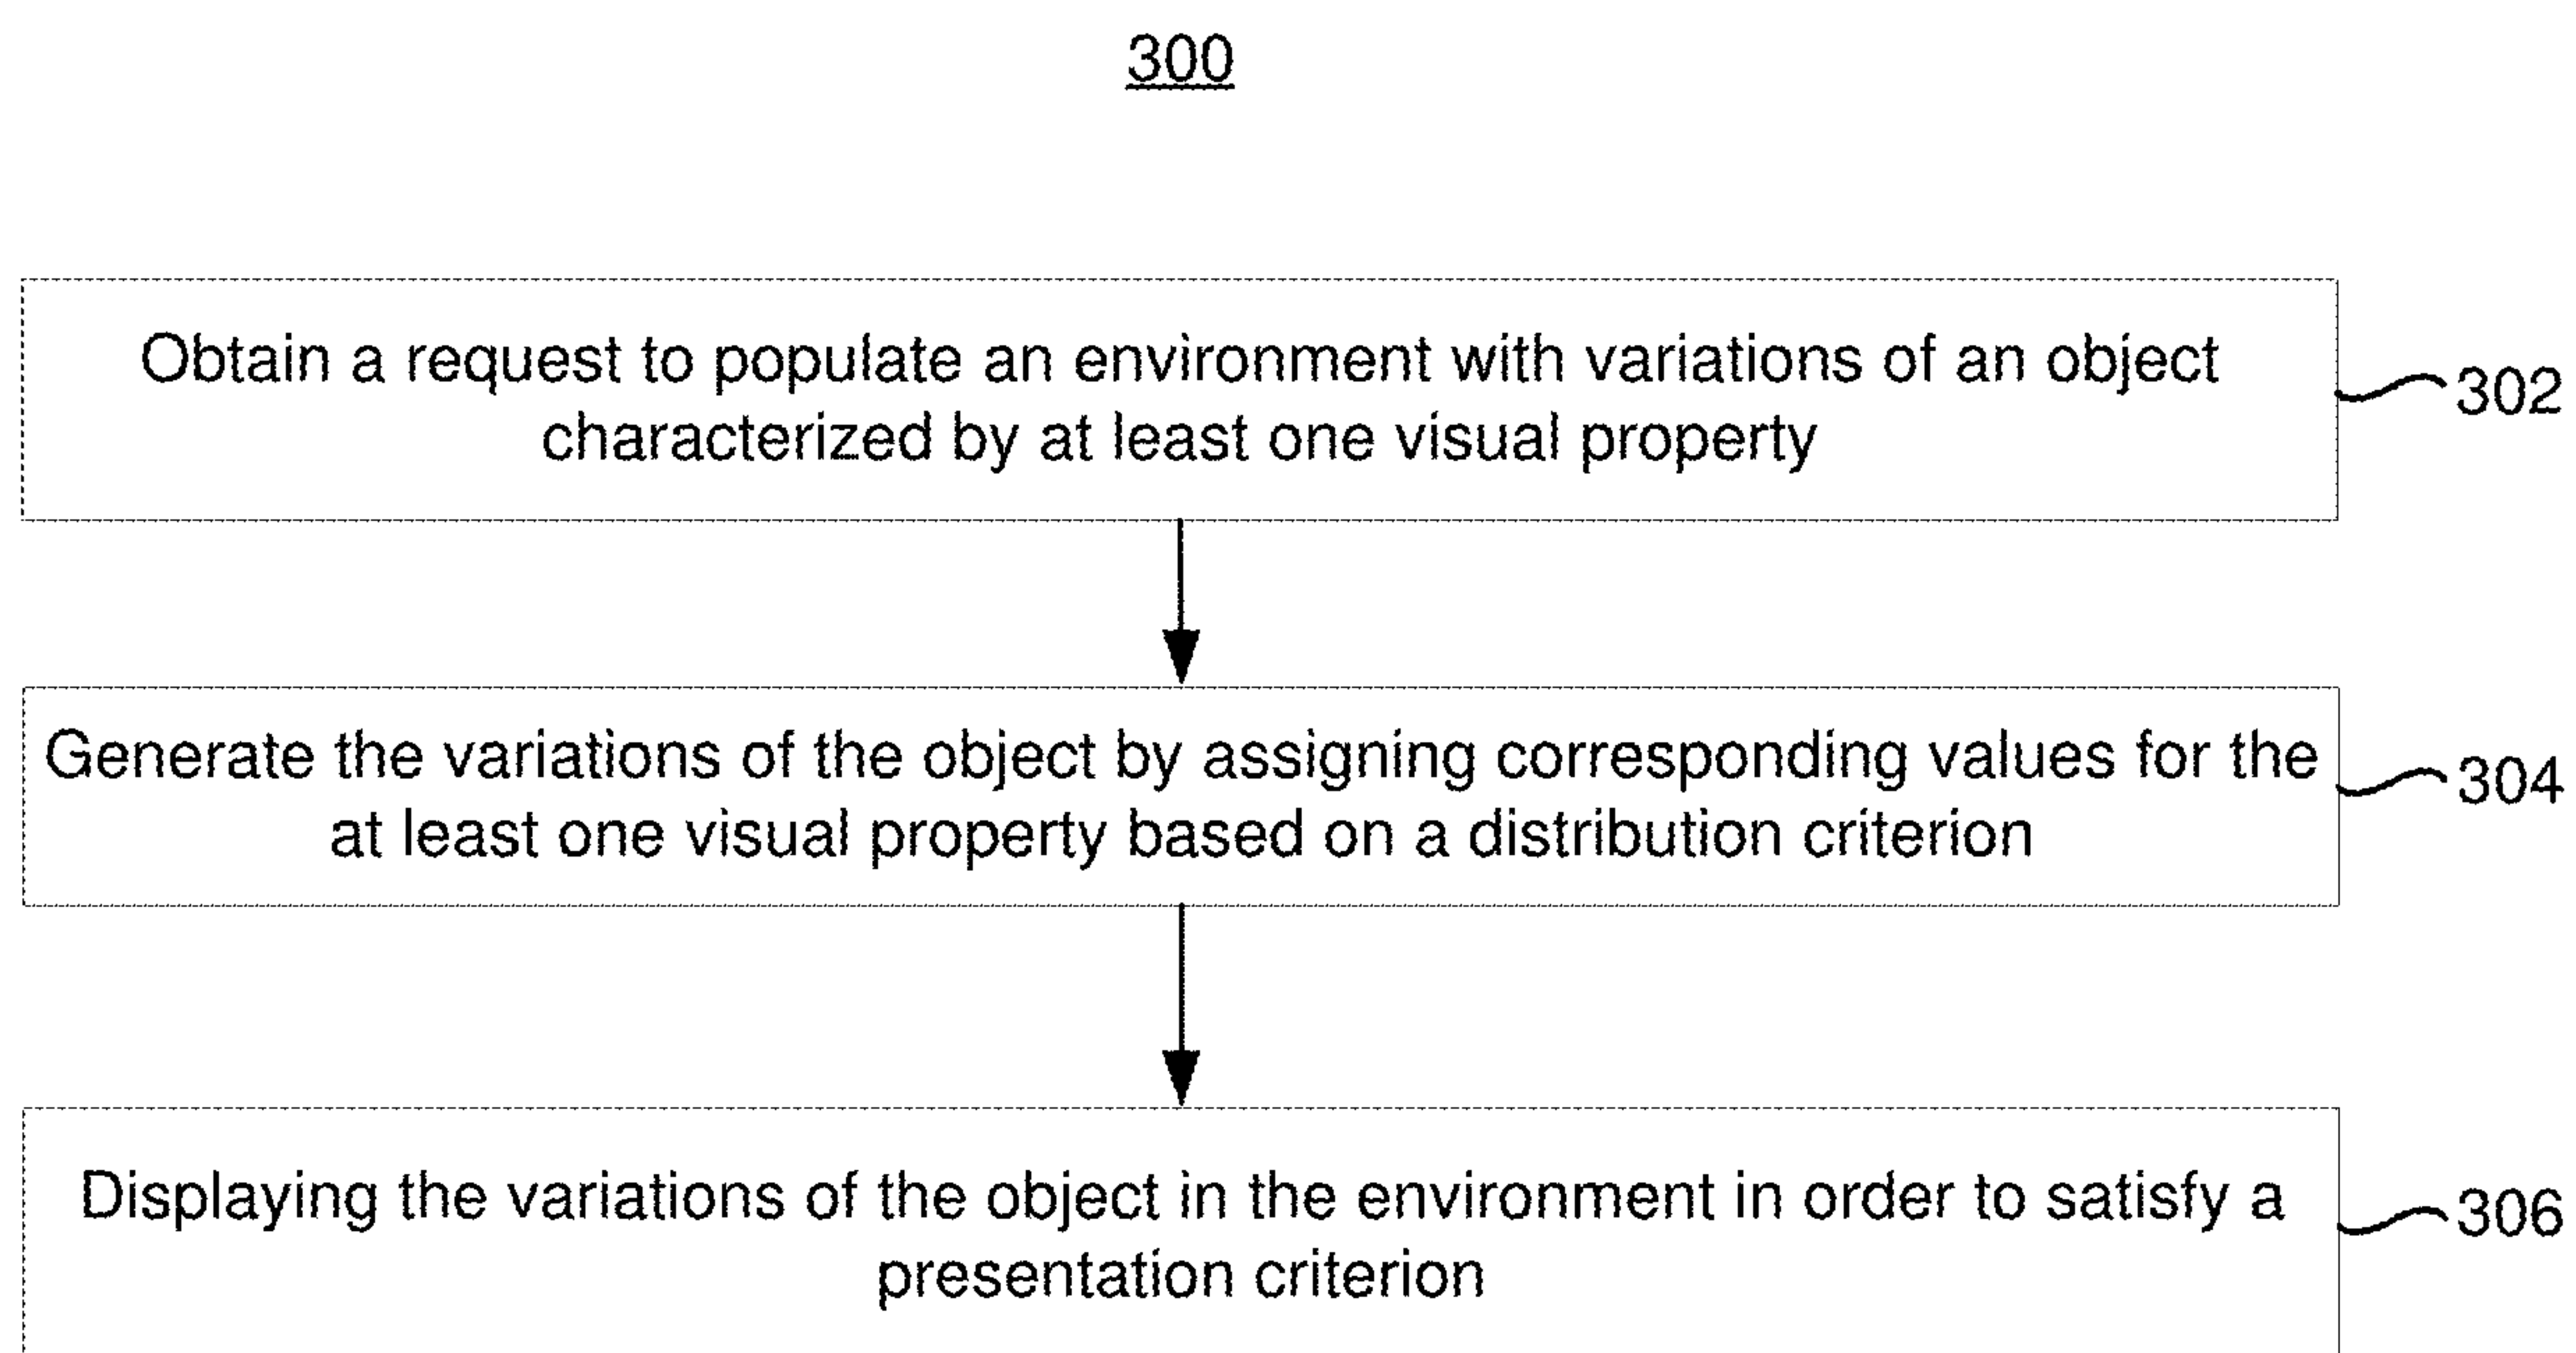 300
Obtain a request to populate an environment with variations of an object
characterized by at least one visual property
302
Generate the variations of the object by assigning corresponding values for the
at least one visual property based on a distribution criterion
304
Displaying the variations of the object in the environment in order to satisfy a
presentation criterion
306